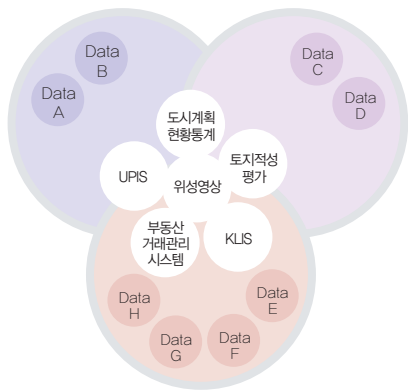 Data
B
Data
A
Data
C
Data
D
도시계획
현황통계
토지적성
평가
UPIS
위성영상
부동산
거래관리
시스템
KLIS
Data
H
Data
G
Data
F
Data
E